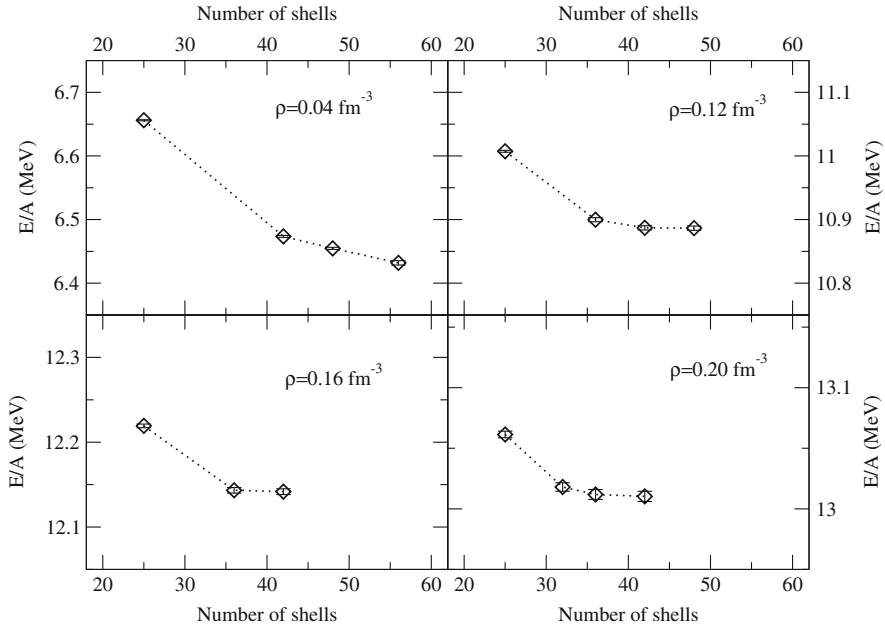 Number of shells
Number of shells
20 30 40 50 60
20 30 40 50 60
6.7
6.6
6.5
6.4
E/A (MeV)
ρ=0.04 fm⁻³
ρ=0.12 fm⁻³
11.1
11
10.9
10.8
E/A (MeV)
12.3
12.2
12.1
E/A (MeV)
ρ=0.16 fm⁻³
ρ=0.20 fm⁻³
13.1
13
E/A (MeV)
20 30 40 50 60
20 30 40 50 60
Number of shells
Number of shells